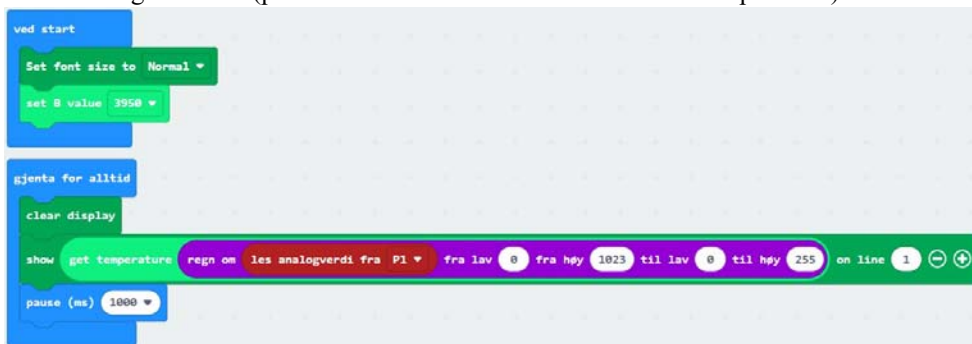 ved start
Set font size to Normal
set B value 3950
gjenta for alltid
clear display
show get temperature regn om les analogverdi fra P1 fra lav 0 fra høy 1023 til lav 0 til høy 255 on line 1
pause (ms) 1000